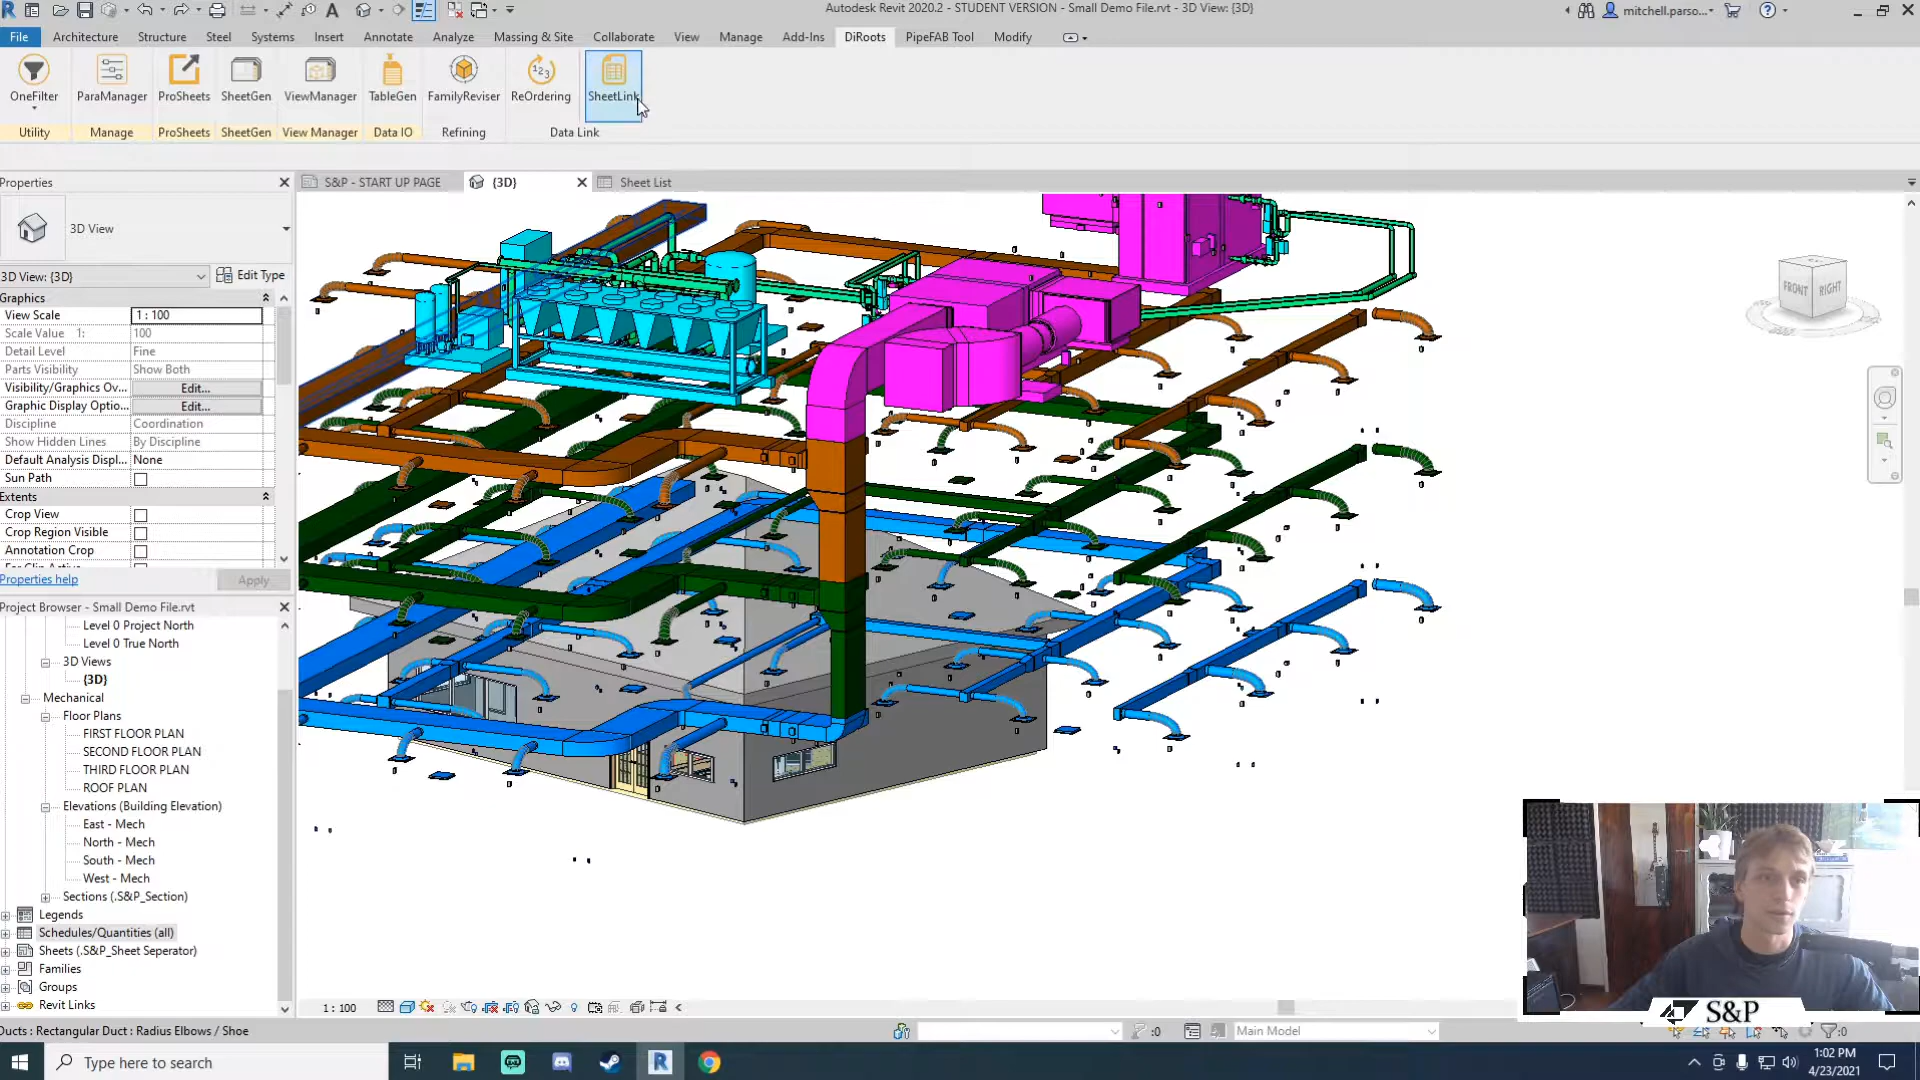 Autodesk Revit 2020.2 - STUDENT VERSION - Small Demo File.rvt - 3D View: {3D}
mitchell.parso...
File Architecture Structure Steel Systems Insert Annotate Analyze Massing & Site Collaborate View Manage Add-Ins DiRoots PipeFAB Tool Modify
OneFilter ParaManager ProSheets SheetGen ViewManager TableGen FamilyReviser ReOrdering SheetLink
Utility Manage ProSheets SheetGen View Manager Data IO Refining Data Link
Properties
S&P - START UP PAGE
{3D}
Sheet List
3D View
3D View: {3D}
Edit Type
Graphics
View Scale 1 : 100
Scale Value 1: 100
Detail Level Fine
Parts Visibility Show Both
Visibility/Graphics Ov... Edit...
Graphic Display Optio... Edit...
Discipline Coordination
Show Hidden Lines By Discipline
Default Analysis Displ... None
Sun Path
Extents
Crop View
Crop Region Visible
Annotation Crop
Properties help
Apply
FRONT RIGHT
Project Browser - Small Demo File.rvt
Level 0 Project North
Level 0 True North
3D Views
{3D}
Mechanical
Floor Plans
FIRST FLOOR PLAN
SECOND FLOOR PLAN
THIRD FLOOR PLAN
ROOF PLAN
Elevations (Building Elevation)
East - Mech
North - Mech
South - Mech
West - Mech
Sections (.S&P_Section)
Legends
Schedules/Quantities (all)
Sheets (.S&P_Sheet Seperator)
Families
Groups
Revit Links
1 : 100
S&P
Ducts : Rectangular Duct : Radius Elbows / Shoe
:0
Main Model
:0
Type here to search
1:02 PM
4/23/2021